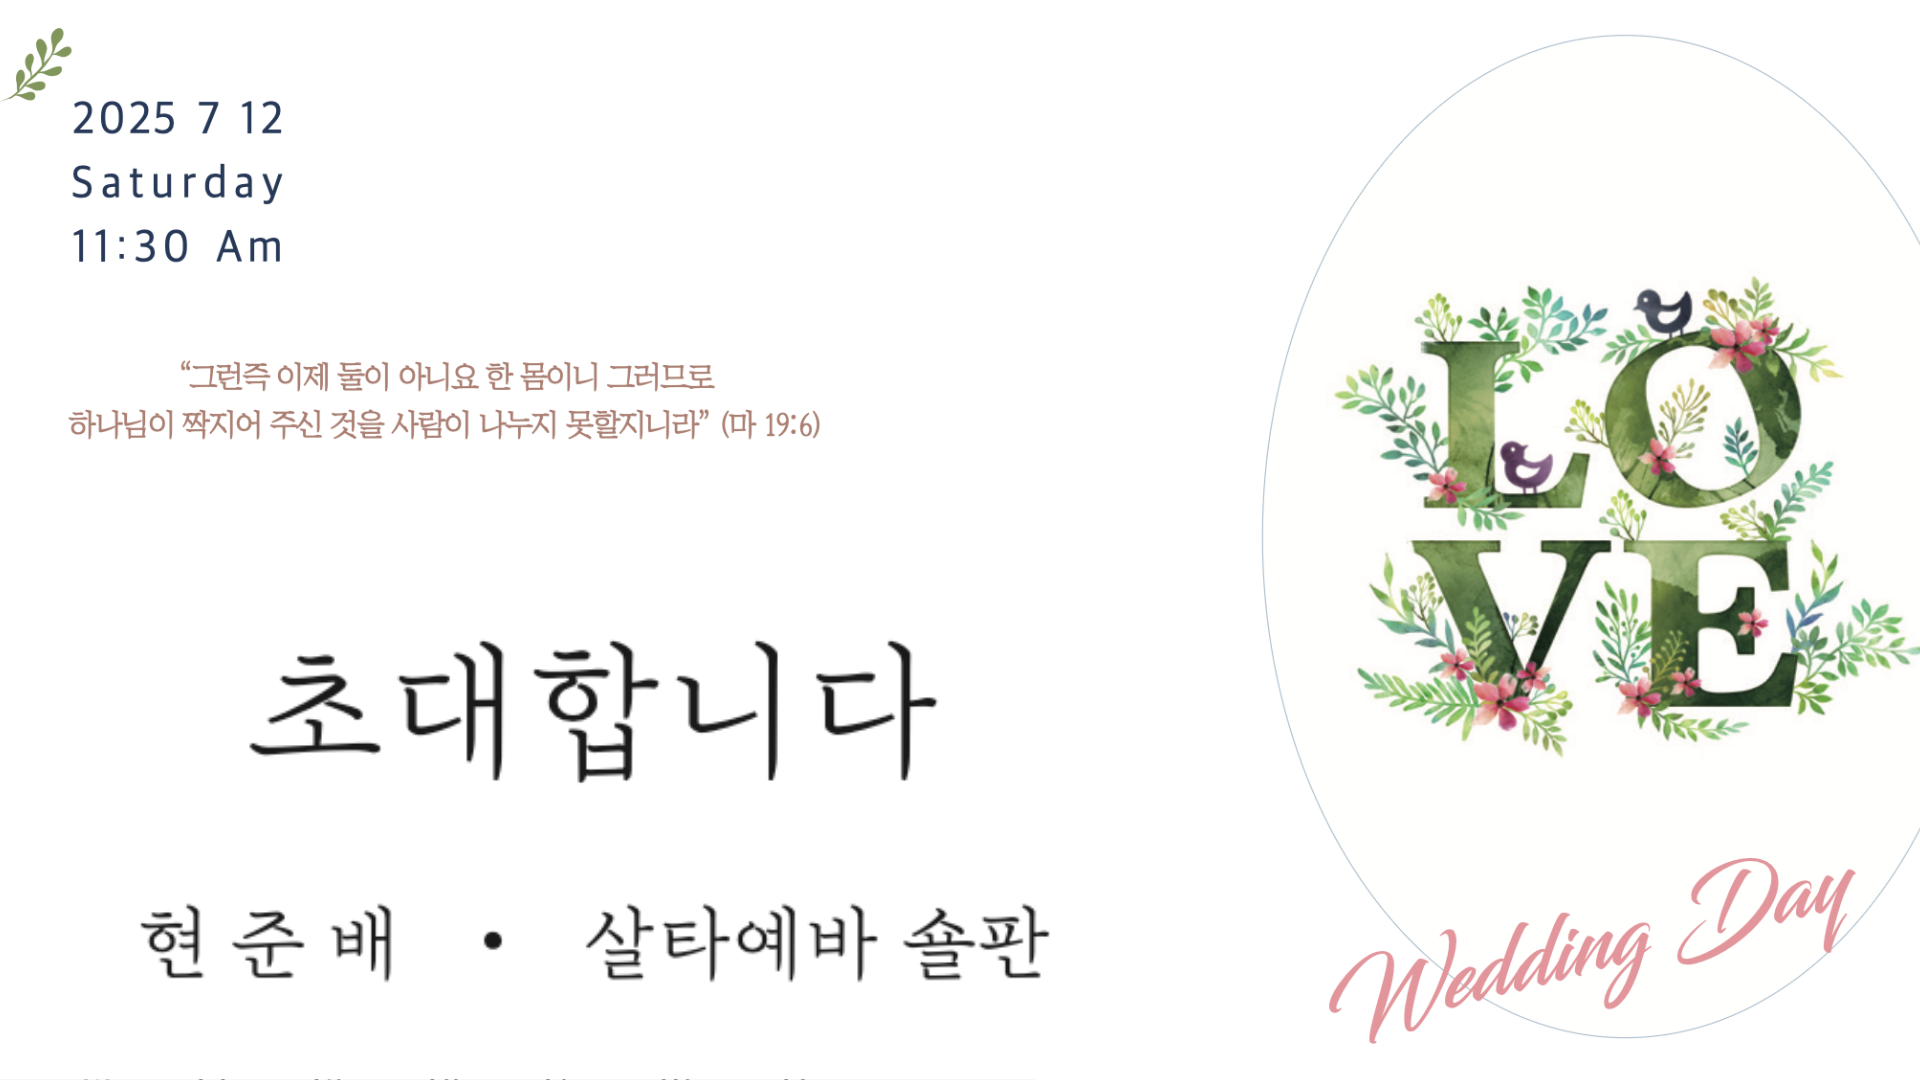 2025 7 12
Saturday
11:30 Am
“그런즉 이제 둘이 아니요 한 몸이니 그러므로
하나님이 짝지어 주신 것을 사람이 나누지 못할지니라” (마 19:6)
초대합니다
현 준 배 • 살타예바 숄판
LO
VE
Wedding Day